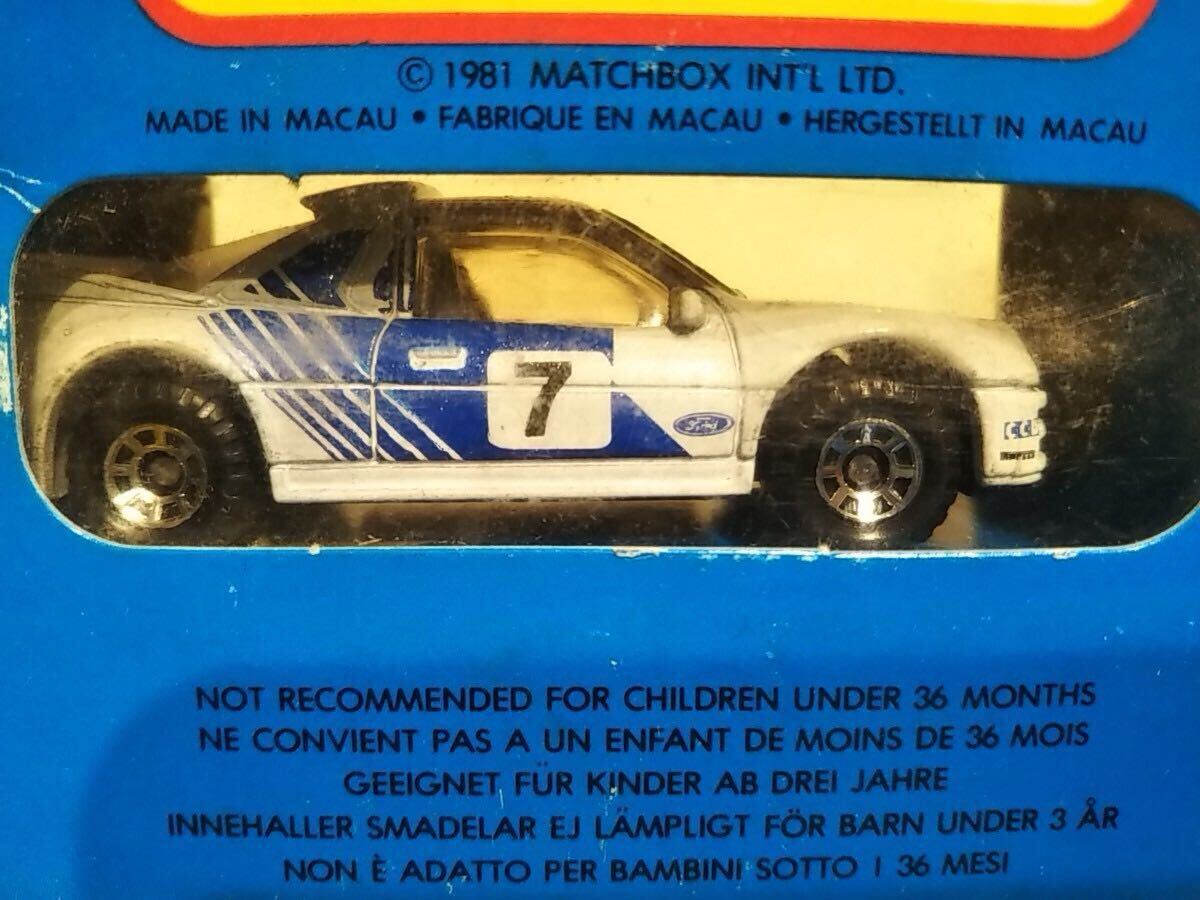 © 1981 MATCHBOX INT'L LTD.
MADE IN MACAU • FABRIQUE EN MACAU • HERGESTELLT IN MACAU
7
Ford
NOT RECOMMENDED FOR CHILDREN UNDER 36 MONTHS
NE CONVIENT PAS A UN ENFANT DE MOINS DE 36 MOIS
GEEIGNET FÜR KINDER AB DREI JAHRE
INNEHALLER SMADELAR EJ LÄMPLIGT FÖR BARN UNDER 3 ÅR
NON È ADATTO PER BAMBINI SOTTO I 36 MESI